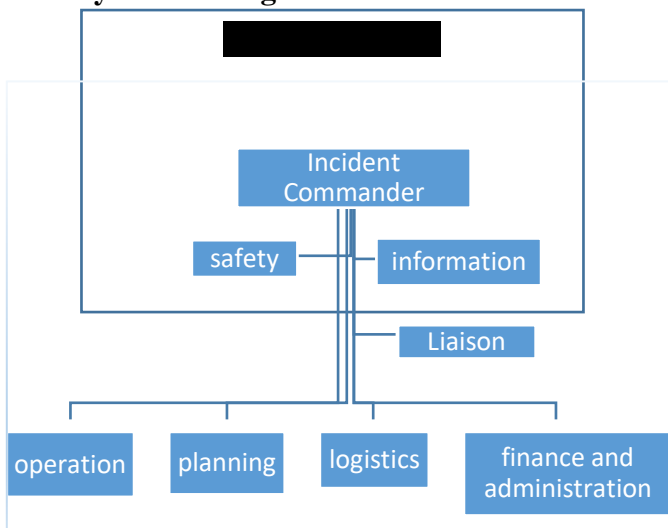 Incident
Commander
safety
information
Liaison
operation
planning
logistics
finance and
administration